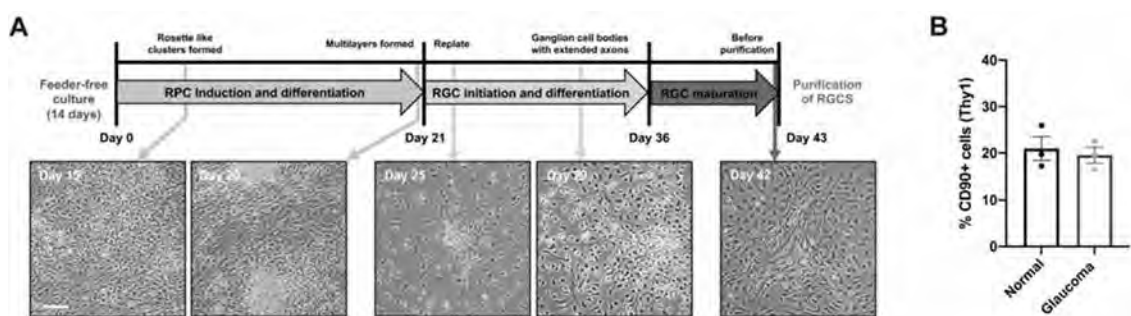 A
Rosette like
clusters formed
Multilayers formed
Replate
Ganglion cell bodies
with extended axons
Before
purification
Feeder-free
culture
(14 days)
RPC Induction and differentiation
RGC initiation and differentiation
RGC maturation
Purification
of RGCS
Day 0
Day 21
Day 36
Day 43
Day 15
Day 20
Day 25
Day 42
B
% CD90+ cells (Thy1)
40
30
20
10
0
Normal
Glaucoma